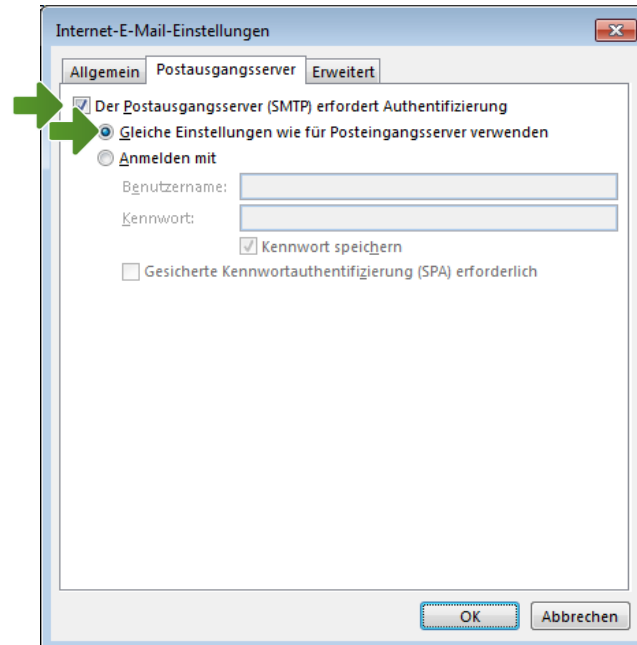 Internet-E-Mail-Einstellungen
Allgemein Postausgangsserver Erweitert
Der Postausgangsserver (SMTP) erfordert Authentifizierung
Gleiche Einstellungen wie für Posteingangsserver verwenden
Anmelden mit
Benutzername:
Kennwort:
Kennwort speichern
Gesicherte Kennwortauthentifizierung (SPA) erforderlich
OK Abbrechen